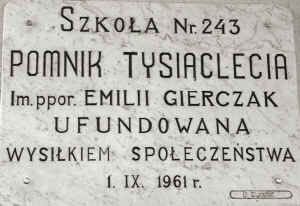 SZKOŁA NR. 243
POMNIK TYSIĄCLECIA
Im. ppor. EMILII GIERCZAK
UFUNDOWANA
WYSIŁKIEM SPOŁECZEŃSTWA
1. IX. 1961 r.